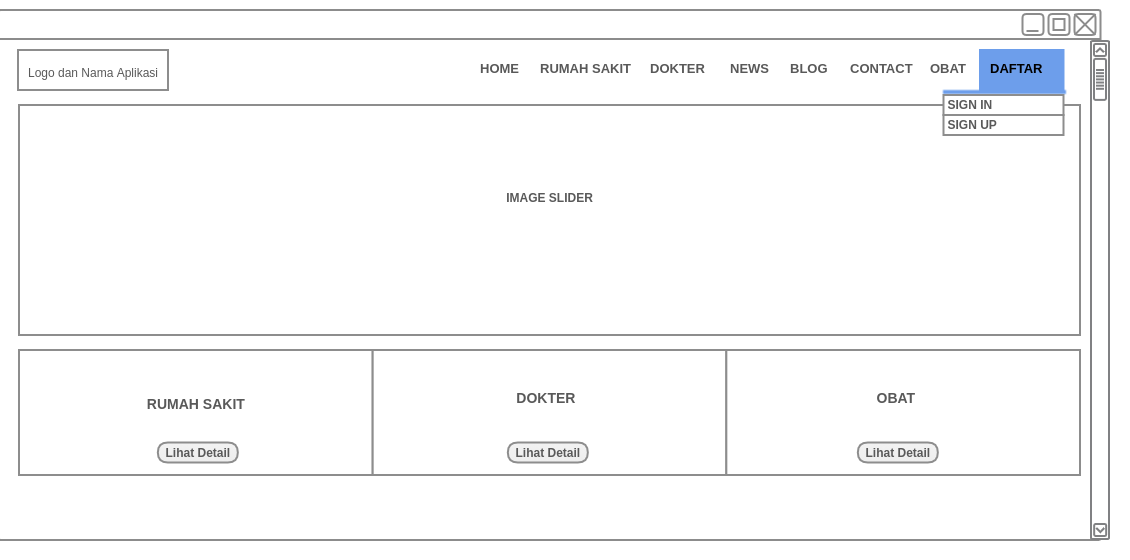 Logo dan Nama Aplikasi
HOME RUMAH SAKIT DOKTER NEWS BLOG CONTACT OBAT DAFTAR
SIGN IN
SIGN UP
IMAGE SLIDER
RUMAH SAKIT
Lihat Detail
DOKTER
Lihat Detail
OBAT
Lihat Detail